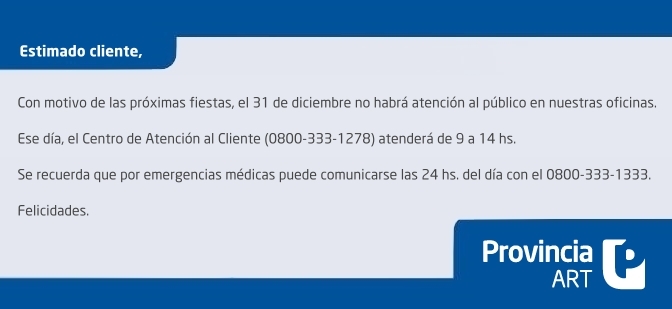 Estimado cliente,
Con motivo de las próximas fiestas, el 31 de diciembre no habrá atención al público en nuestras oficinas.
Ese día, el Centro de Atención al Cliente (0800-333-1278) atenderá de 9 a 14 hs.
Se recuerda que por emergencias médicas puede comunicarse las 24 hs. del día con el 0800-333-1333.
Felicidades.
Provincia
ART